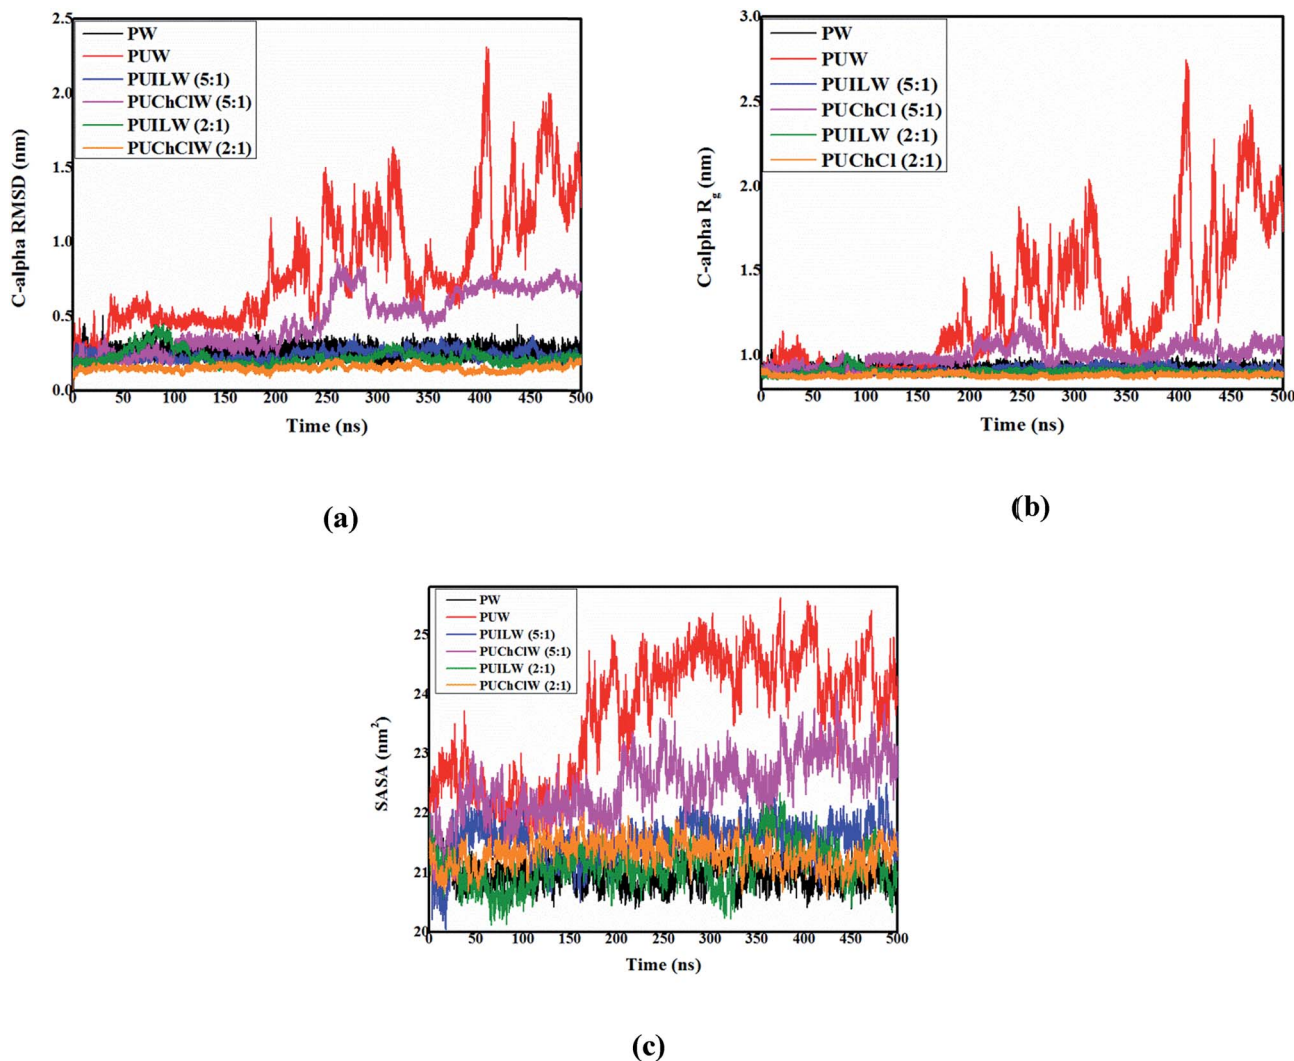 2.5
2.0
1.5
1.0
0.5
0.0
C-alpha RMSD (nm)
PW
PUW
PUILW (5:1)
PUChClW (5:1)
PUILW (2:1)
PUChClW (2:1)
0 50 100 150 200 250 300 350 400 450 500
Time (ns)
(a)
3.0
2.5
2.0
1.5
1.0
C-alpha Rg (nm)
PW
PUW
PUILW (5:1)
PUChCl (5:1)
PUILW (2:1)
PUChCl (2:1)
0 50 100 150 200 250 300 350 400 450 500
Time (ns)
(b)
25
24
23
22
21
20
SASA (nm²)
PW
PUW
PUILW (5:1)
PUChClW (5:1)
PUILW (2:1)
PUChClW (2:1)
0 50 100 150 200 250 300 350 400 450 500
Time (ns)
(c)